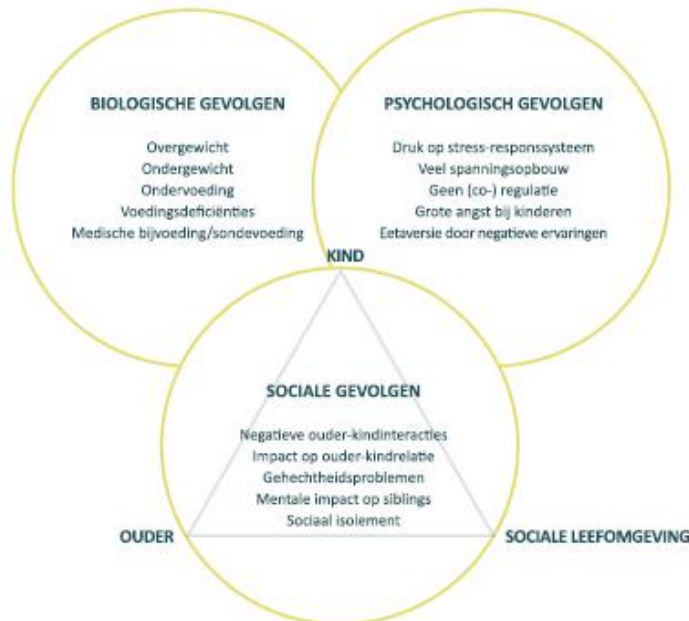 BIOLOGISCHE GEVOLGEN
Overgewicht
Ondergewicht
Ondervoeding
Voedingsdeficiënties
Medische bijvoeding/sondevoeding
PSYCHOLOGISCH GEVOLGEN
Druk op stress-responssysteem
Veel spanningsopbouw
Geen (co-) regulatie
Grote angst bij kinderen
Eetaversie door negatieve ervaringen
KIND
SOCIALE GEVOLGEN
Negatieve ouder-kindinteracties
Impact op ouder-kindrelatie
Gehechtheidsproblemen
Mentale impact op siblings
Sociaal isolement
OUDER
SOCIALE LEEFOMGEVING